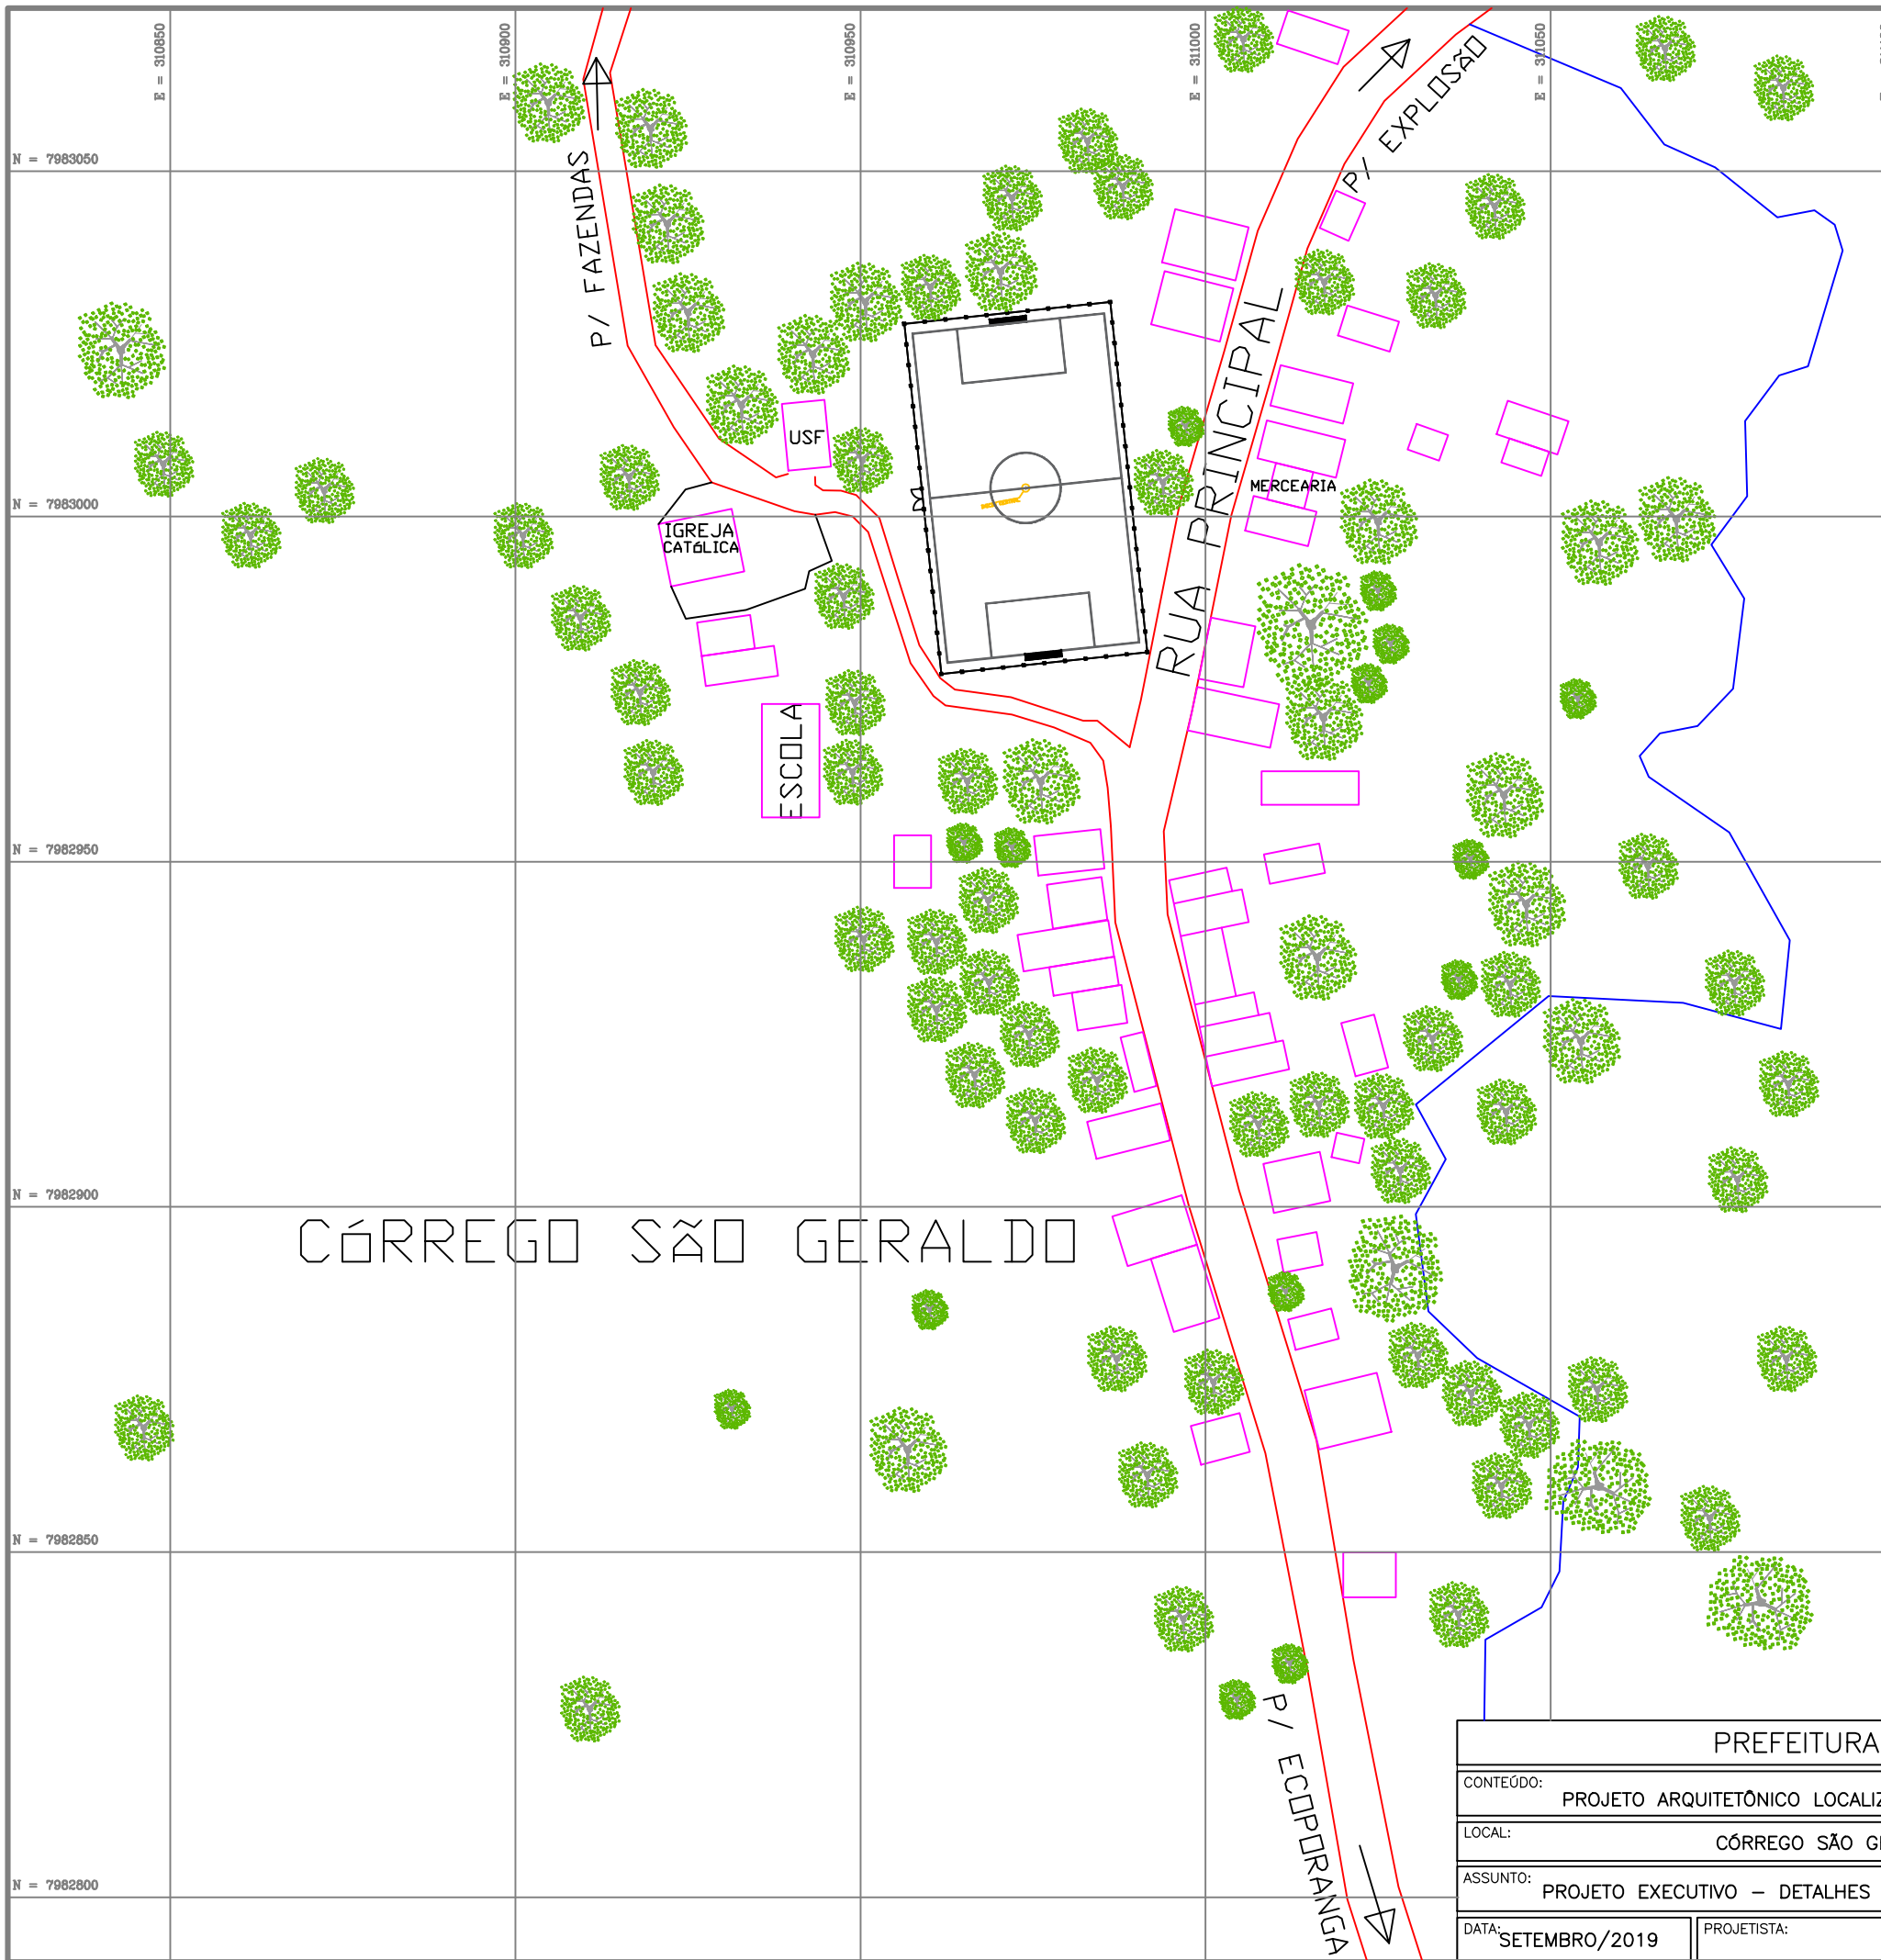 E = 310850
E = 310900
E = 310950
E = 311000
E = 311050
N = 7983050
P/ FAZENDAS
P/ EXPLOSÃO
RUA PRINCIPAL
USF
N = 7983000
MERCEARIA
IGREJA
CATÓLICA
ESCOLA
N = 7982950
N = 7982900
CÓRREGO SÃO GERALDO
N = 7982850
P/ ECOPORANGA
N = 7982800
PREFEITURA
CONTEÚDO:
PROJETO ARQUITETÔNICO LOCALIZ
LOCAL:
CÓRREGO SÃO GE
ASSUNTO:
PROJETO EXECUTIVO – DETALHES
DATA: SETEMBRO/2019
PROJETISTA: